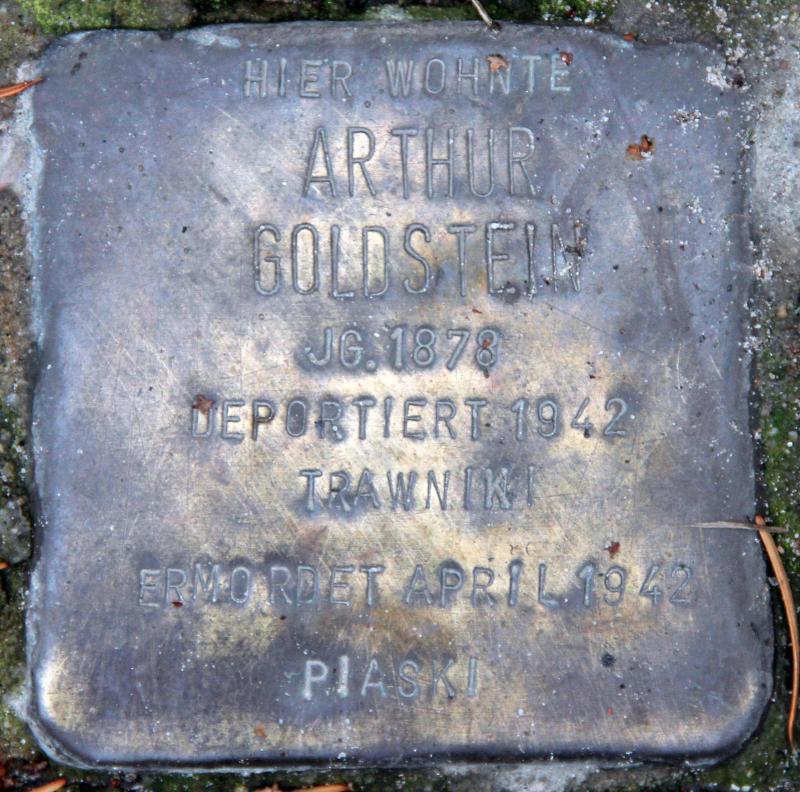 HIER WOHNTE
ARTHUR
GOLDSTEIN
JG. 1878
DEPORTIERT 1942
TRAWNIKI
ERMORDET APRIL 1942
PIASKI